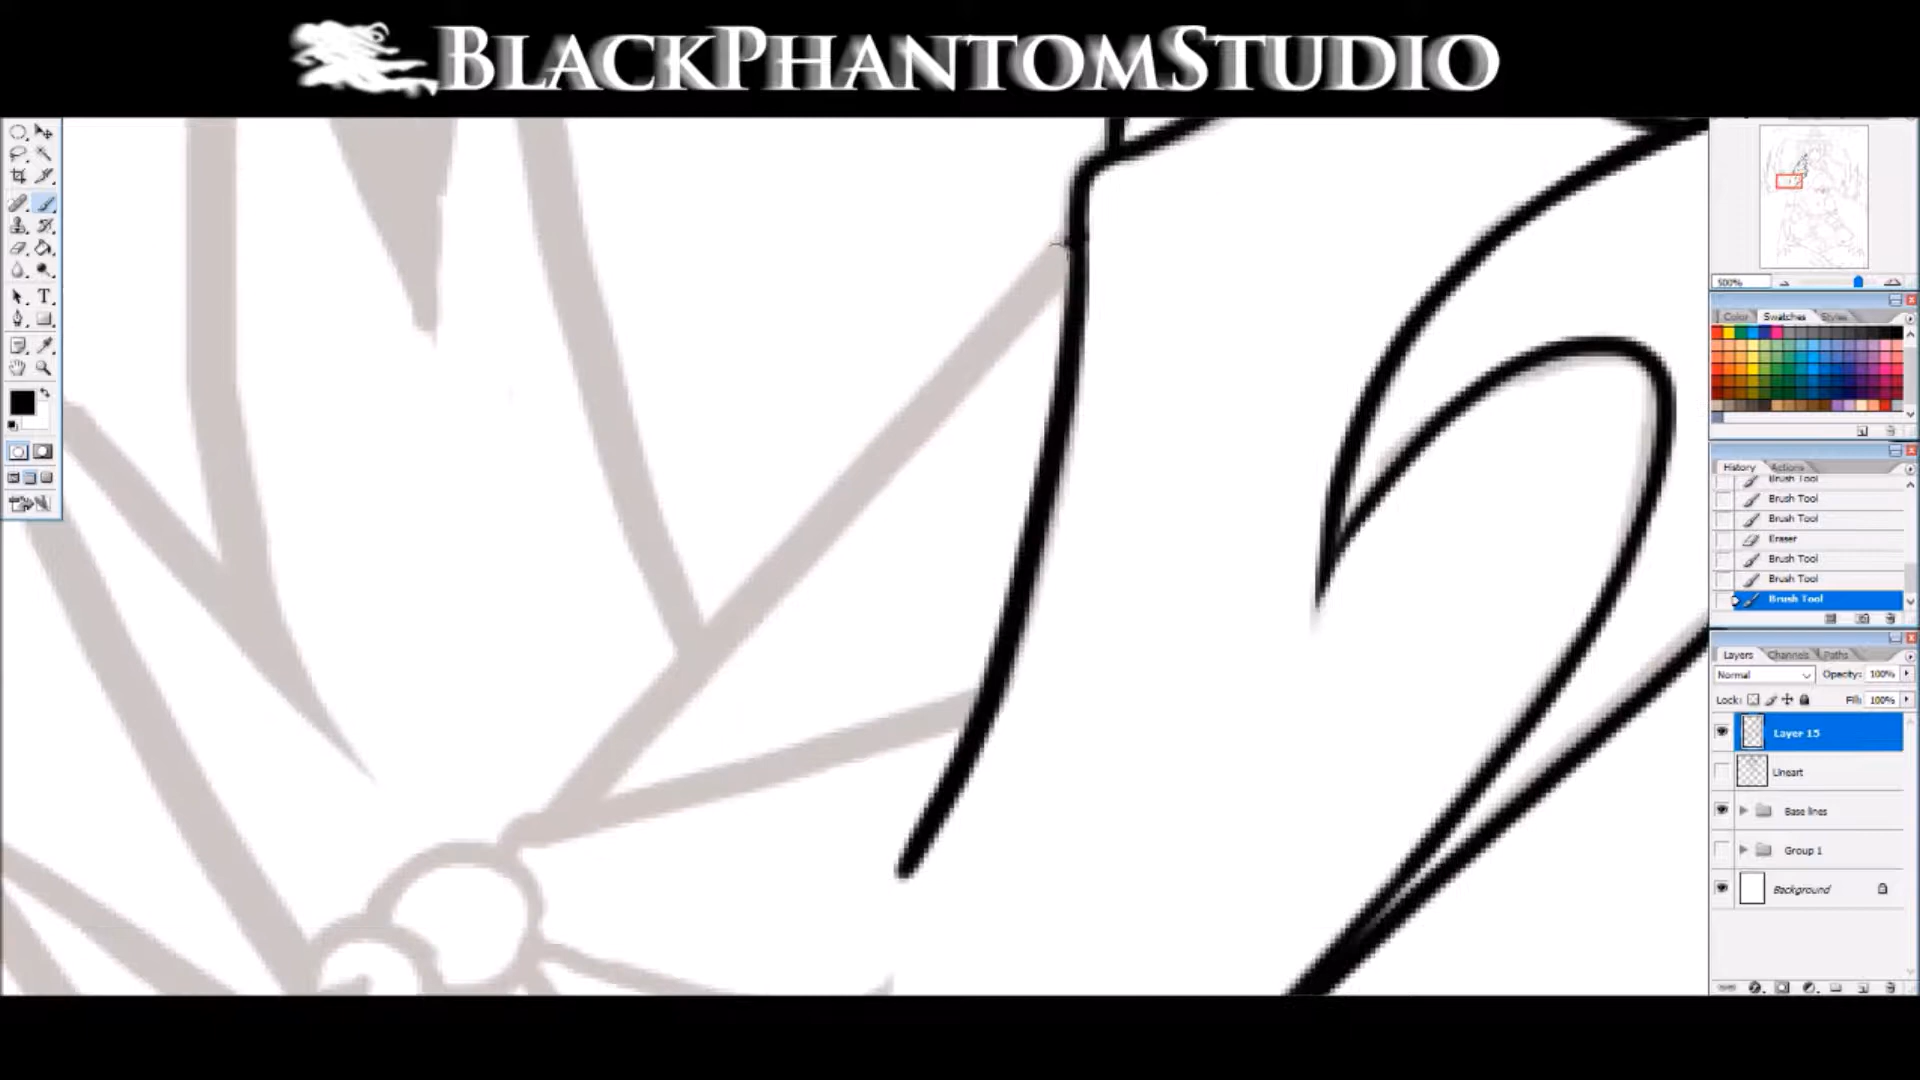 BLACKPHANTOMSTUDIO
500%
Color Swatches Styles
History Actions
Brush Tool
Brush Tool
Brush Tool
Eraser
Brush Tool
Brush Tool
Brush Tool
Layers Channels Paths
Normal Opacity: 100%
Lock: Fill: 100%
Layer 15
Lineart
Base lines
Group 1
Background